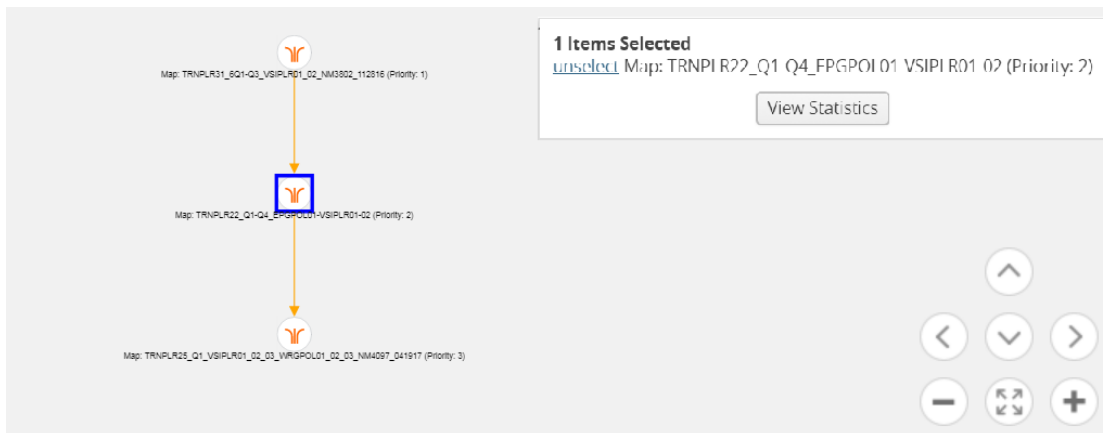 Map: TRNPLR31_6Q1-Q3_VSIPLR01_02_NM3802_112816 (Priority: 1)
1 Items Selected
unselect Map: TRNPLR22_Q1-Q4_EPGPOL01-VSIPLR01-02 (Priority: 2)
View Statistics
Map: TRNPLR22_Q1-Q4_EPGPOL01-VSIPLR01-02 (Priority: 2)
Map: TRNPLR25_Q1_VSIPLR01_02_03_WRGPOL01_02_03_NM4097_041917 (Priority: 3)